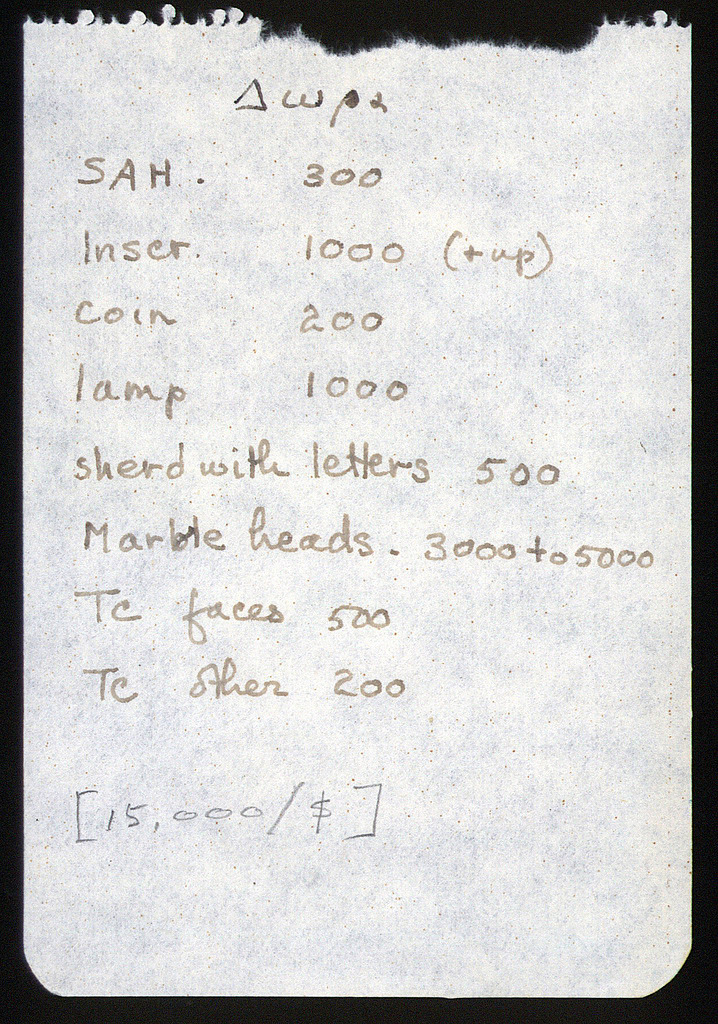 Δωρα
SAH. 300
Inscr. 1000 (+up)
coin 200
lamp 1000
sherd with letters 500
Marble heads. 3000 to 5000
Tc faces 500
Tc other 200
[15,000/$]